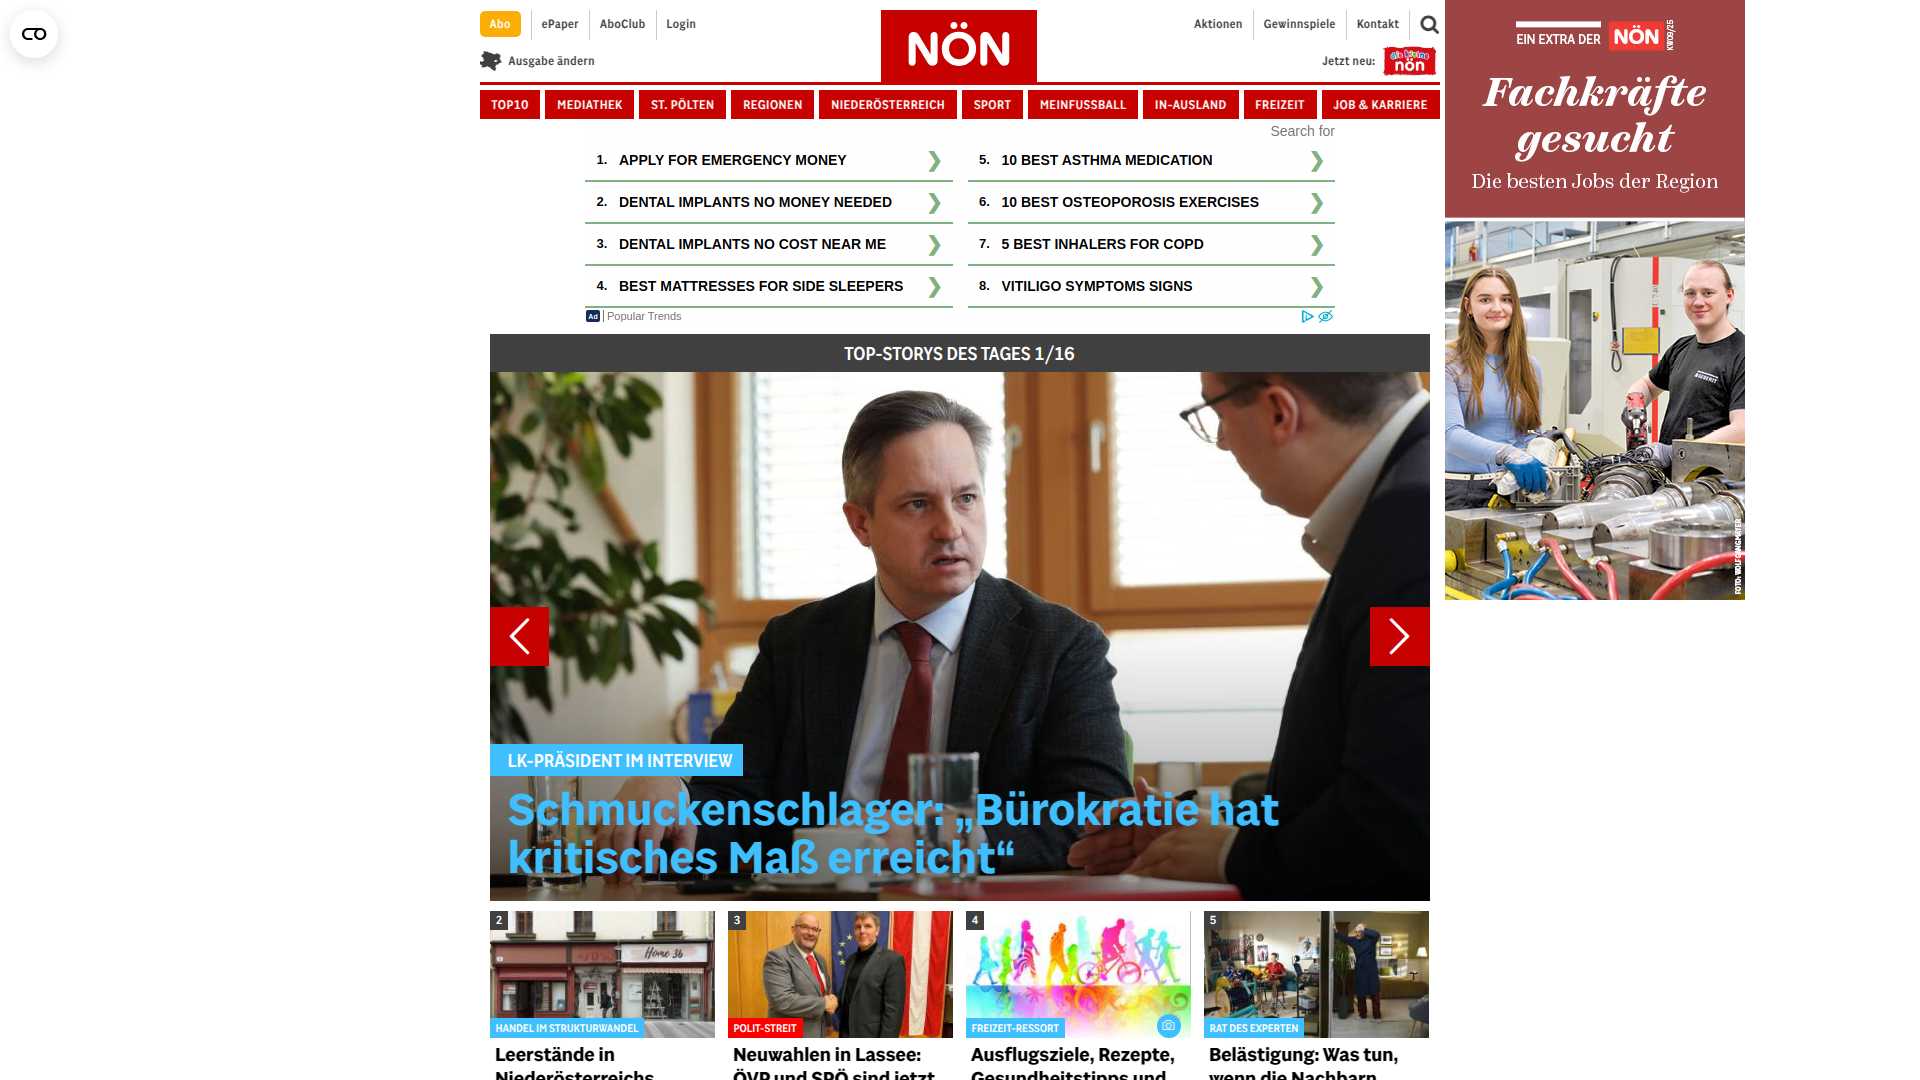 Abo
ePaper
AboClub
Login
Aktionen
Gewinnspiele
Kontakt
Ausgabe ändern
NÖN
Jetzt neu:
die kleine
nön
TOP10
MEDIATHEK
ST. PÖLTEN
REGIONEN
NIEDERÖSTERREICH
SPORT
MEINFUSSBALL
IN-AUSLAND
FREIZEIT
JOB & KARRIERE
Search for
1. APPLY FOR EMERGENCY MONEY
2. DENTAL IMPLANTS NO MONEY NEEDED
3. DENTAL IMPLANTS NO COST NEAR ME
4. BEST MATTRESSES FOR SIDE SLEEPERS
5. 10 BEST ASTHMA MEDICATION
6. 10 BEST OSTEOPOROSIS EXERCISES
7. 5 BEST INHALERS FOR COPD
8. VITILIGO SYMPTOMS SIGNS
Ad
Popular Trends
TOP-STORYS DES TAGES 1/16
LK-PRÄSIDENT IM INTERVIEW
Schmuckenschlager: „Bürokratie hat
kritisches Maß erreicht“
2
Home 36
HANDEL IM STRUKTURWANDEL
Leerstände in
Niederösterreichs
3
POLIT-STREIT
Neuwahlen in Lassee:
ÖVP und SPÖ sind jetzt
4
FREIZEIT-RESSORT
Ausflugsziele, Rezepte,
Gesundheitstipps und
5
RAT DES EXPERTEN
Belästigung: Was tun,
wenn die Nachbarn
EIN EXTRA DER
NÖN
KW09/25
Fachkräfte
gesucht
Die besten Jobs der Region
FOTO: WOLFGANG MAYER